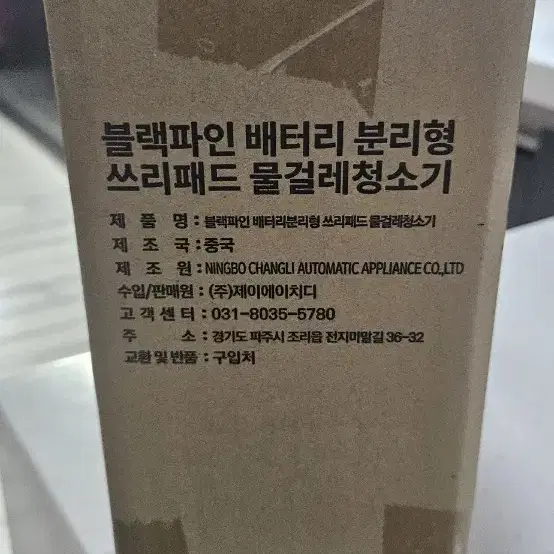 블랙파인 배터리 분리형
쓰리패드 물걸레청소기
제 품 명 : 블랙파인 배터리분리형 쓰리패드 물걸레청소기
제 조 국 : 중국
제 조 원 : NINGBO CHANGLI AUTOMATIC APPLIANCE CO.,LTD
수입/판매원 : (주)제이에이치디
고 객 센 터 : 031-8035-5780
주 소 : 경기도 파주시 조리읍 전지미말길 36-32
교환 및 반품 : 구입처